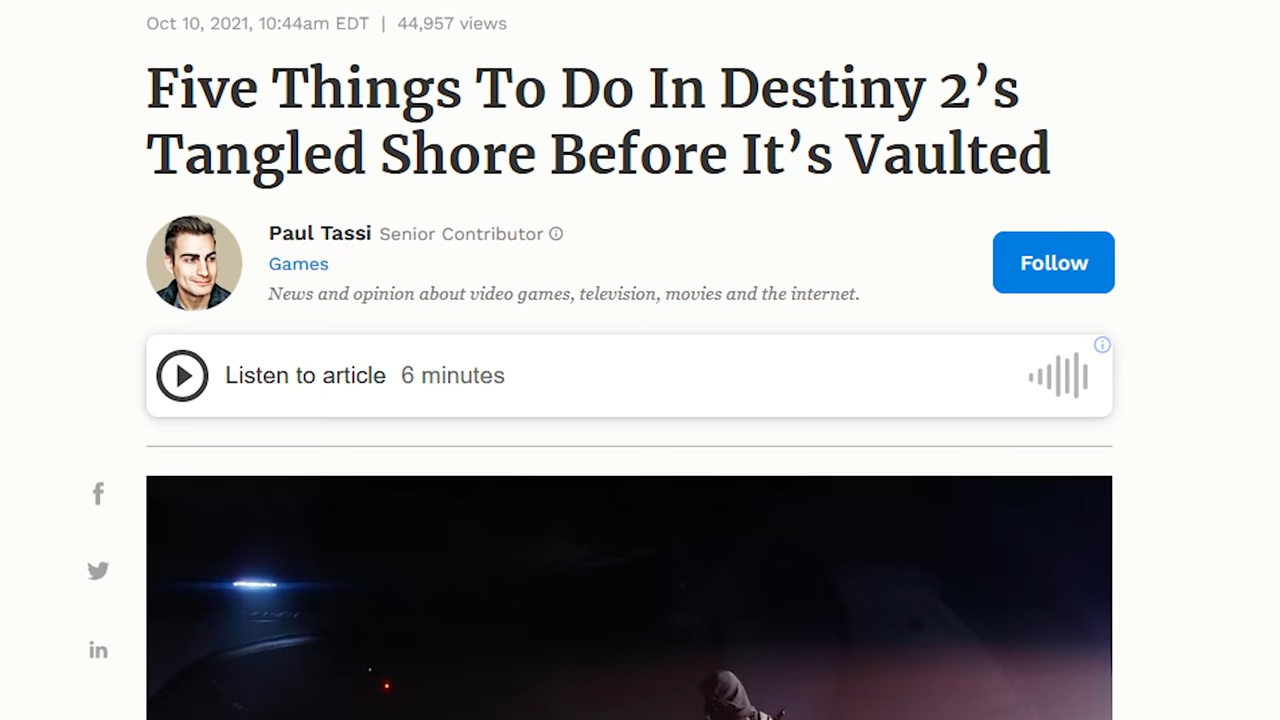 Oct 10, 2021, 10:44am EDT | 44,957 views
Five Things To Do In Destiny 2’s
Tangled Shore Before It’s Vaulted
Paul Tassi Senior Contributor
Games
Follow
News and opinion about video games, television, movies and the internet.
Listen to article 6 minutes